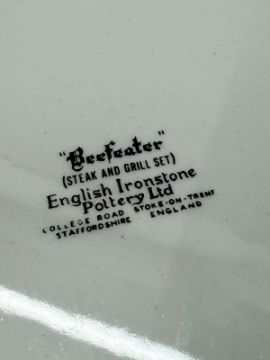 "Beefeater"
(STEAK AND GRILL SET)
English Ironstone
Pottery Ltd
COLLEGE ROAD STOKE-ON-TRENT
STAFFORDSHIRE ENGLAND